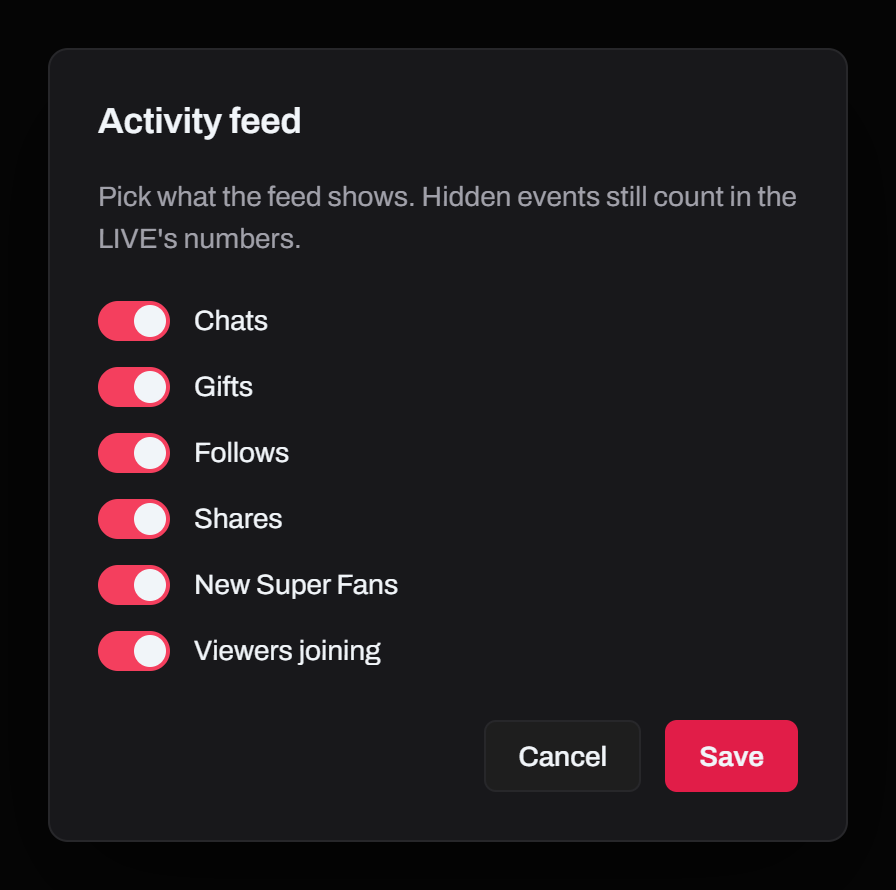 Activity feed
Pick what the feed shows. Hidden events still count in the
LIVE's numbers.
Chats
Gifts
Follows
Shares
New Super Fans
Viewers joining
Cancel
Save